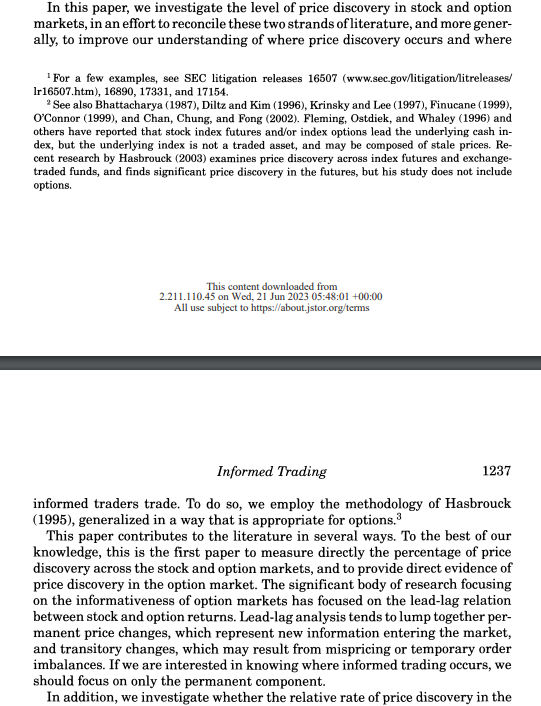 In this paper, we investigate the level of price discovery in stock and option
markets, in an effort to reconcile these two strands of literature, and more gener-
ally, to improve our understanding of where price discovery occurs and where
1 For a few examples, see SEC litigation releases 16507 (www.sec.gov/litigation/litreleases/
lr16507.htm), 16890, 17331, and 17154.
2 See also Bhattacharya (1987), Diltz and Kim (1996), Krinsky and Lee (1997), Finucane (1999),
O'Connor (1999), and Chan, Chung, and Fong (2002). Fleming, Ostdiek, and Whaley (1996) and
others have reported that stock index futures and/or index options lead the underlying cash in-
dex, but the underlying index is not a traded asset, and may be composed of stale prices. Re-
cent research by Hasbrouck (2003) examines price discovery across index futures and exchange-
traded funds, and finds significant price discovery in the futures, but his study does not include
options.
This content downloaded from
2.211.110.45 on Wed, 21 Jun 2023 05:48:01 +00:00
All use subject to https://about.jstor.org/terms
Informed Trading 1237
informed traders trade. To do so, we employ the methodology of Hasbrouck
(1995), generalized in a way that is appropriate for options.3
This paper contributes to the literature in several ways. To the best of our
knowledge, this is the first paper to measure directly the percentage of price
discovery across the stock and option markets, and to provide direct evidence of
price discovery in the option market. The significant body of research focusing
on the informativeness of option markets has focused on the lead-lag relation
between stock and option returns. Lead-lag analysis tends to lump together per-
manent price changes, which represent new information entering the market,
and transitory changes, which may result from mispricing or temporary order
imbalances. If we are interested in knowing where informed trading occurs, we
should focus on only the permanent component.
In addition, we investigate whether the relative rate of price discovery in the